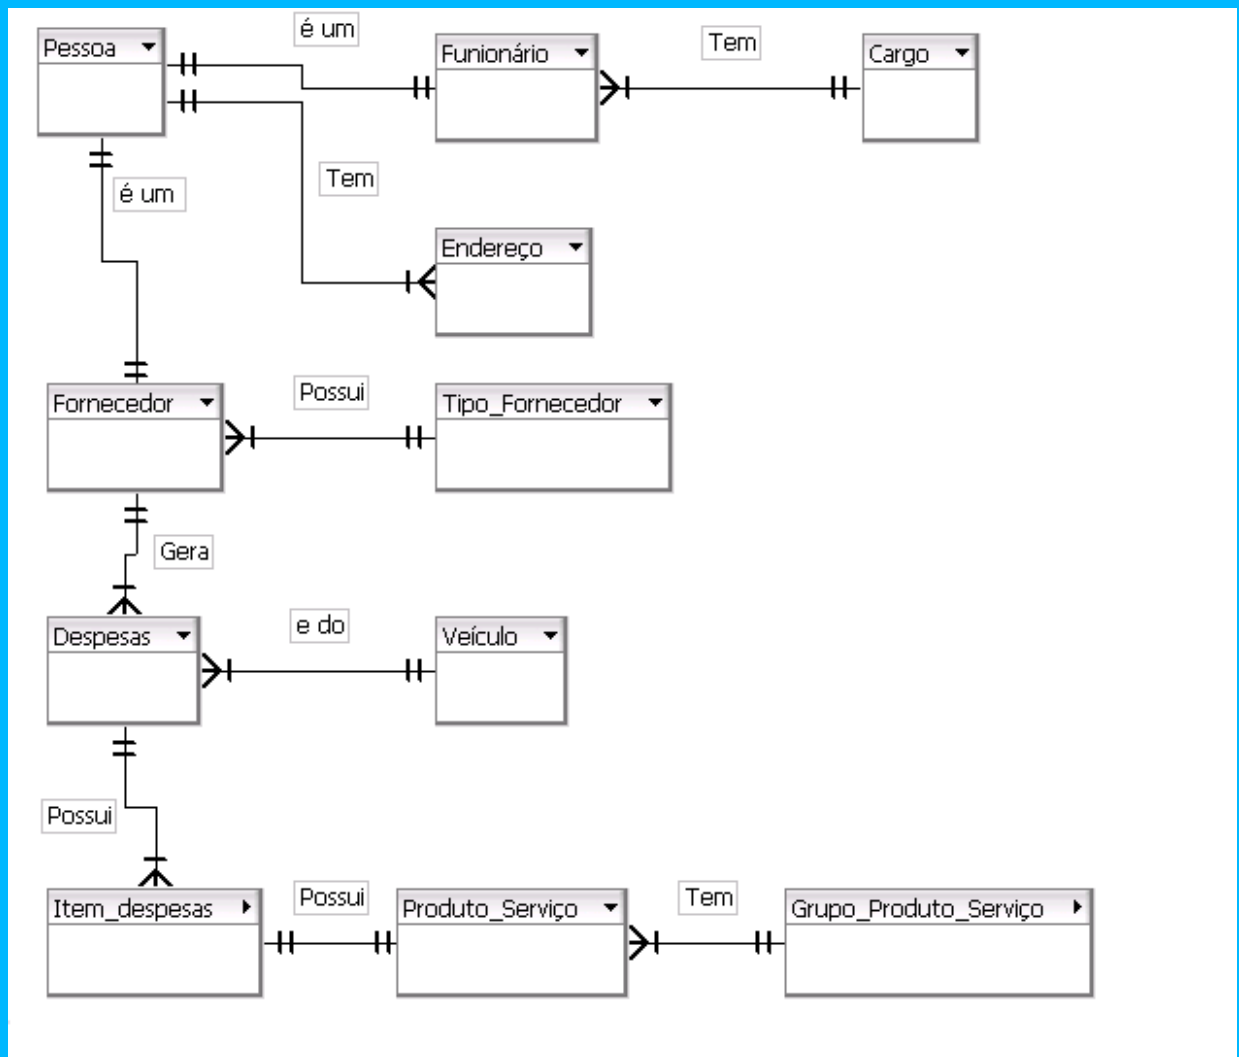 é um
Pessoa
Funionário
Tem
Cargo
é um
Tem
Endereço
Fornecedor
Possui
Tipo_Fornecedor
Gera
Despesas
e do
Veículo
Possui
Item_despesas
Possui
Produto_Serviço
Tem
Grupo_Produto_Serviço